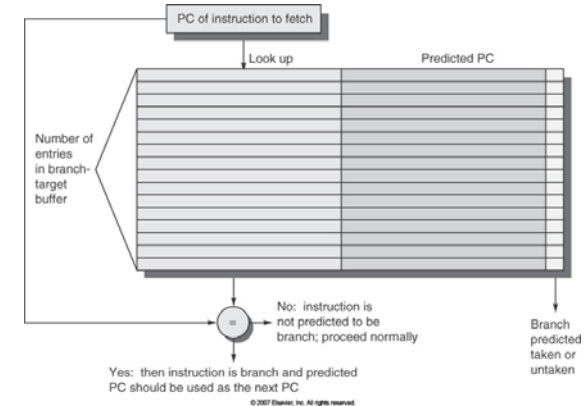 PC of instruction to fetch
Look up
Predicted PC
Number of
entries
in branch-
target
buffer
=
No: instruction is
not predicted to be
branch; proceed normally
Branch
predicted
taken or
untaken
Yes: then instruction is branch and predicted
PC should be used as the next PC
© 2007 Elsevier, Inc. All rights reserved.